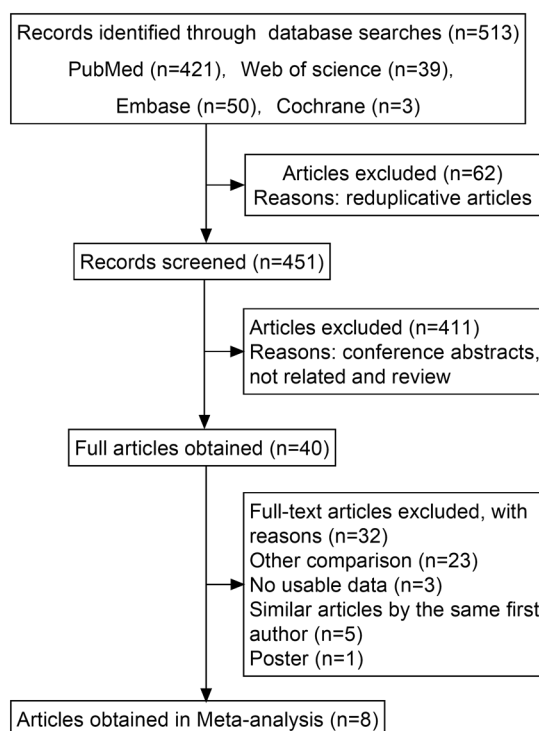 Records identified through database searches (n=513)
PubMed (n=421), Web of science (n=39),
Embase (n=50), Cochrane (n=3)
Articles excluded (n=62)
Reasons: reduplicative articles
Records screened (n=451)
Articles excluded (n=411)
Reasons: conference abstracts,
not related and review
Full articles obtained (n=40)
Full-text articles excluded, with
reasons (n=32)
Other comparison (n=23)
No usable data (n=3)
Similar articles by the same first
author (n=5)
Poster (n=1)
Articles obtained in Meta-analysis (n=8)